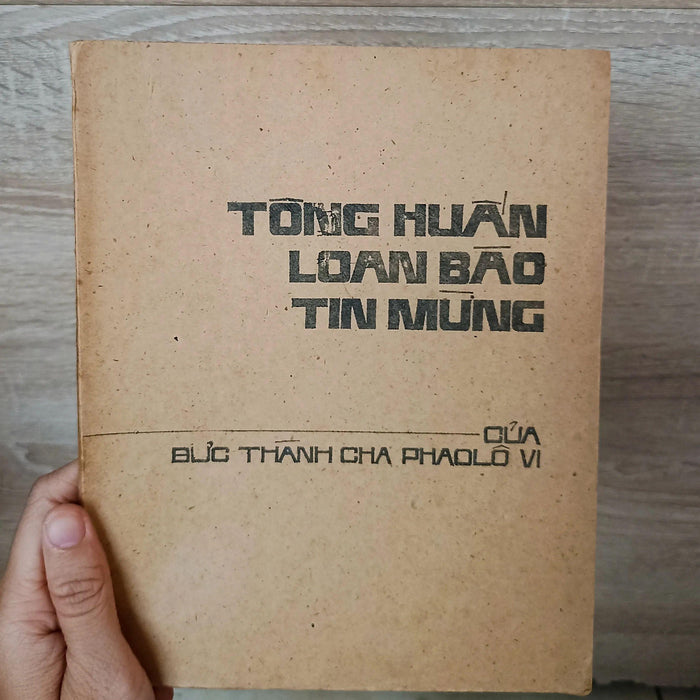 TÔNG HUẤN
LOAN BÁO
TIN MỪNG
CỦA
ĐỨC THÁNH CHA PHAOLÔ VI